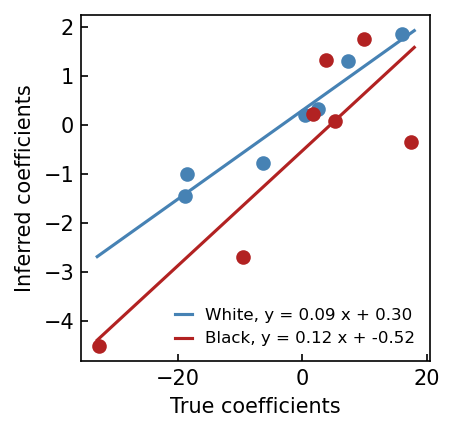 2
1
0
−1
−2
−3
−4
Inferred coefficients
White, y = 0.09 x + 0.30
Black, y = 0.12 x + -0.52
−20 0 20
True coefficients